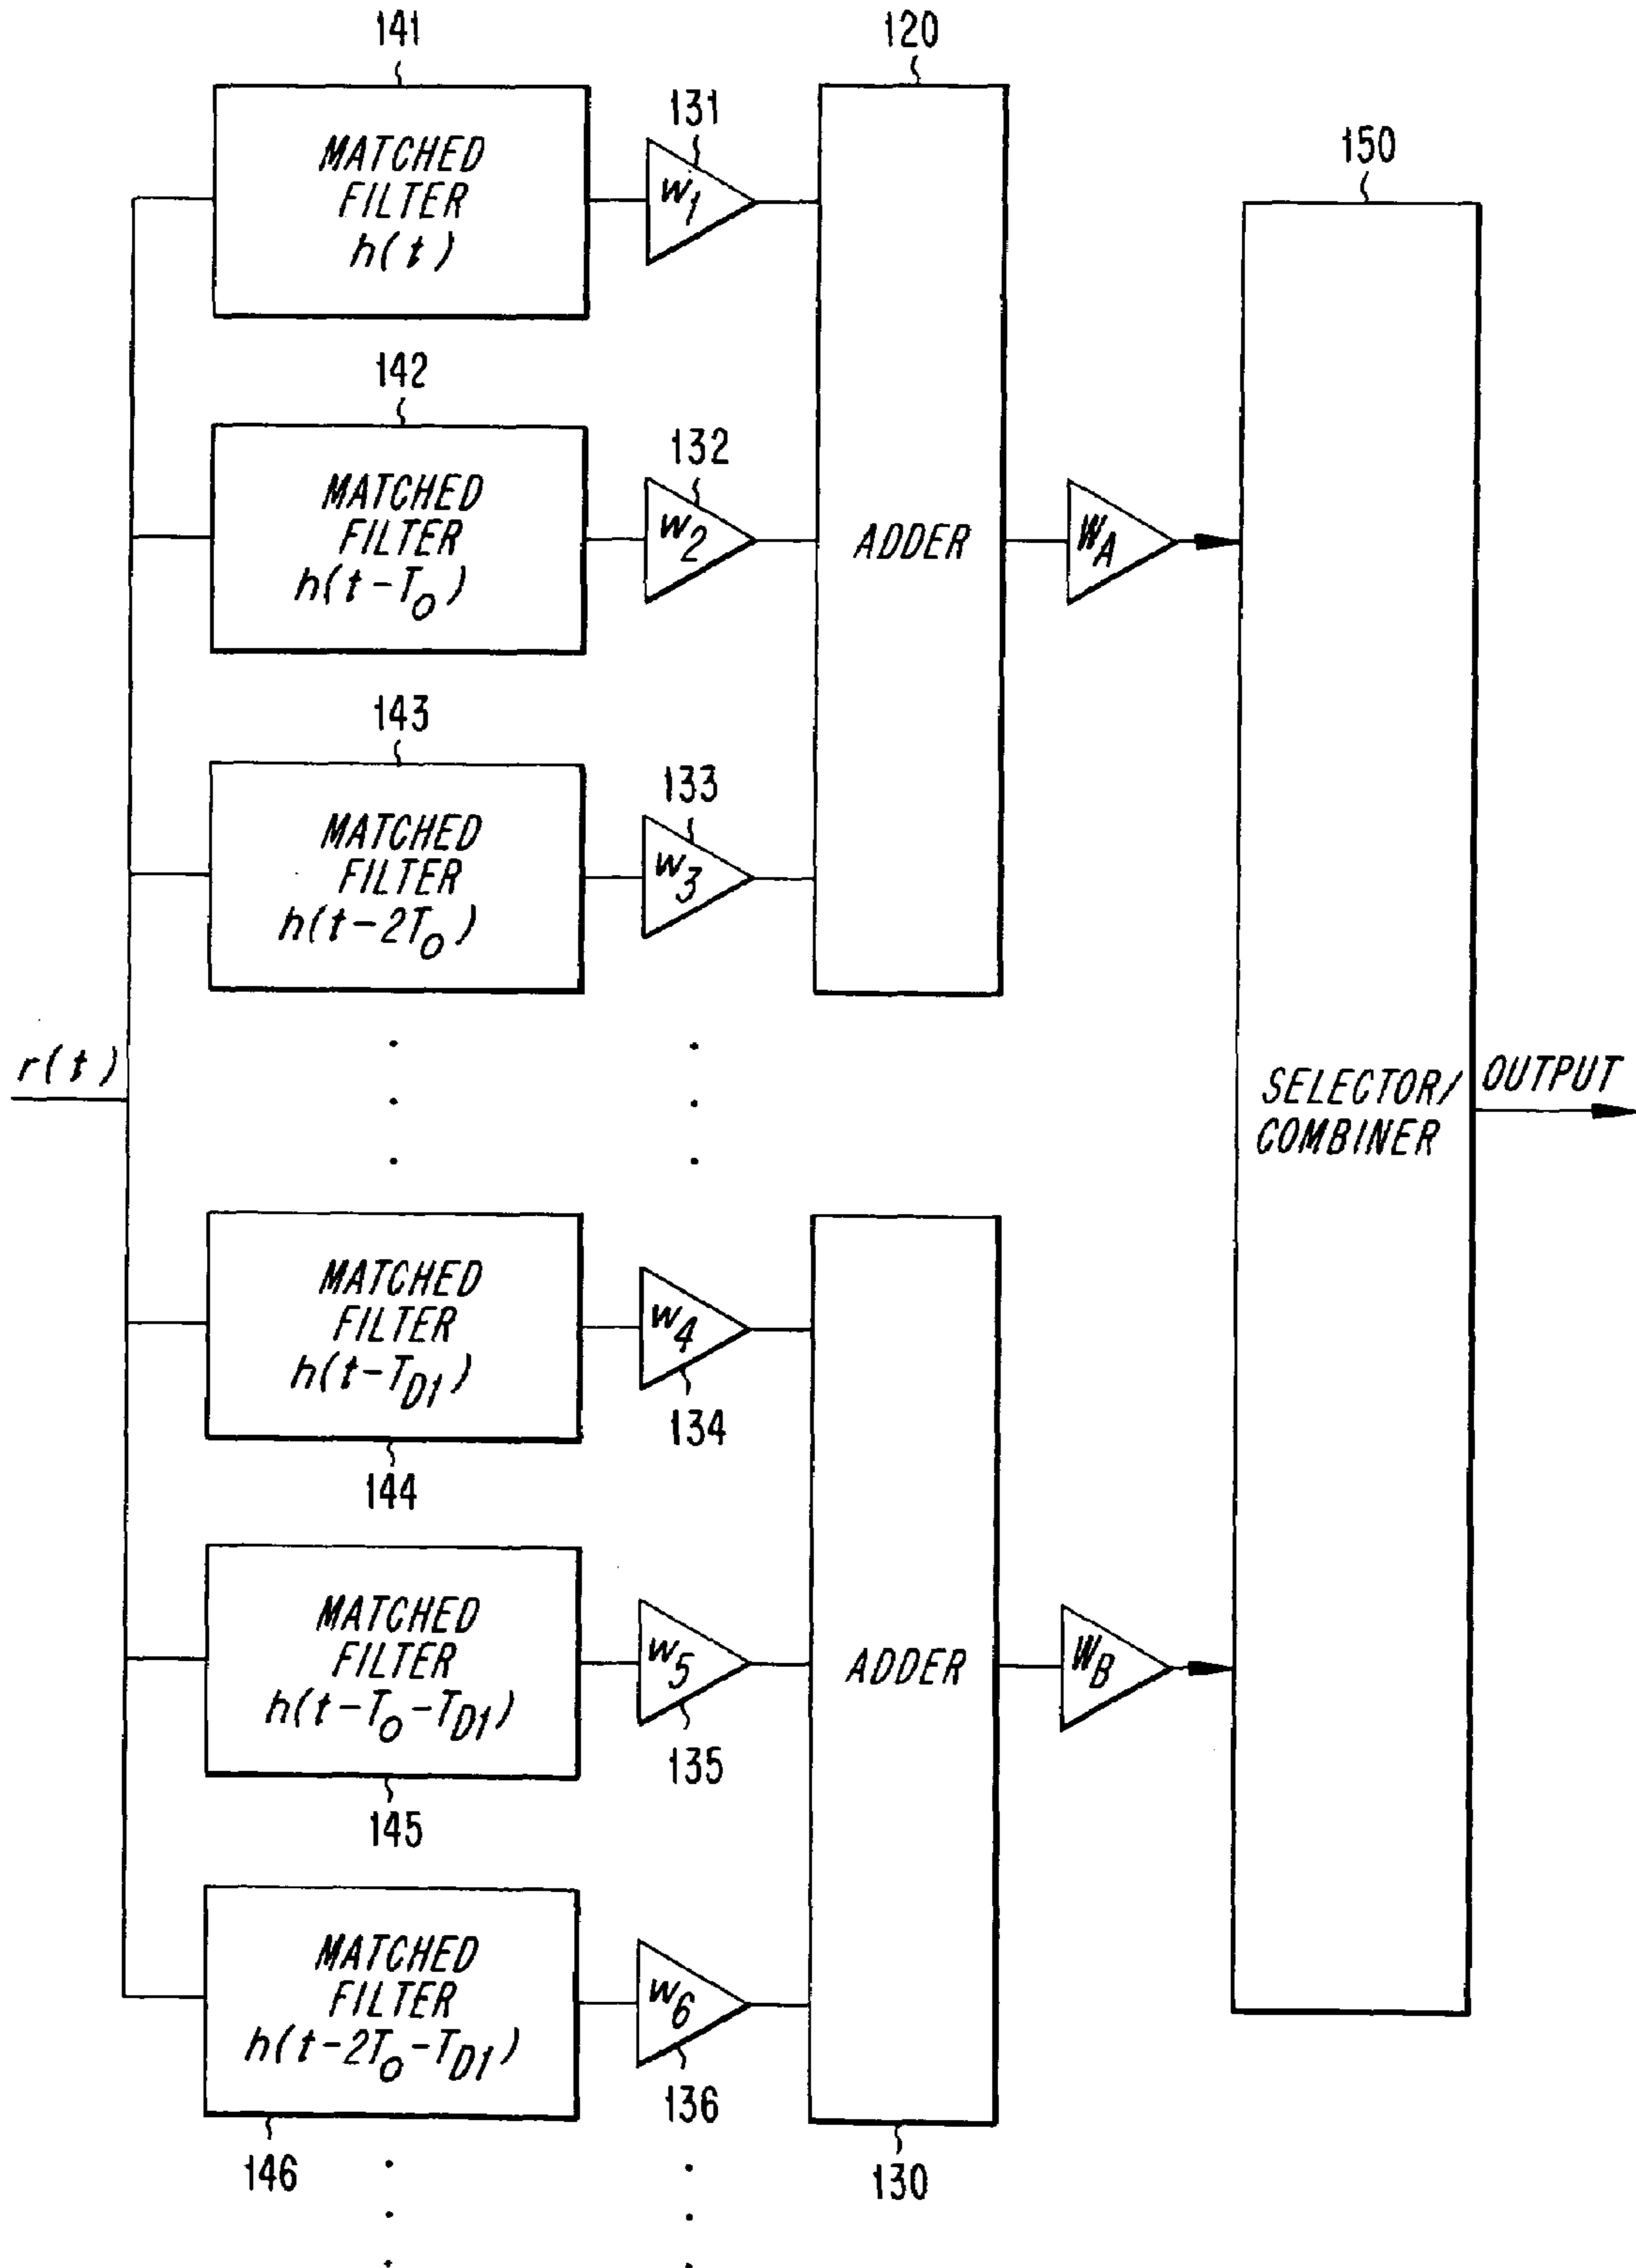 141
MATCHED
FILTER
h(t)
131
w1
120
ADDER
150
142
MATCHED
FILTER
h(t-To)
132
w2
WA
143
MATCHED
FILTER
h(t-2To)
133
w3
r(t)
SELECTOR/
COMBINER
OUTPUT
MATCHED
FILTER
h(t-TD1)
144
w4
134
MATCHED
FILTER
h(t-To-TD1)
145
w5
135
ADDER
WB
MATCHED
FILTER
h(t-2To-TD1)
146
w6
136
130